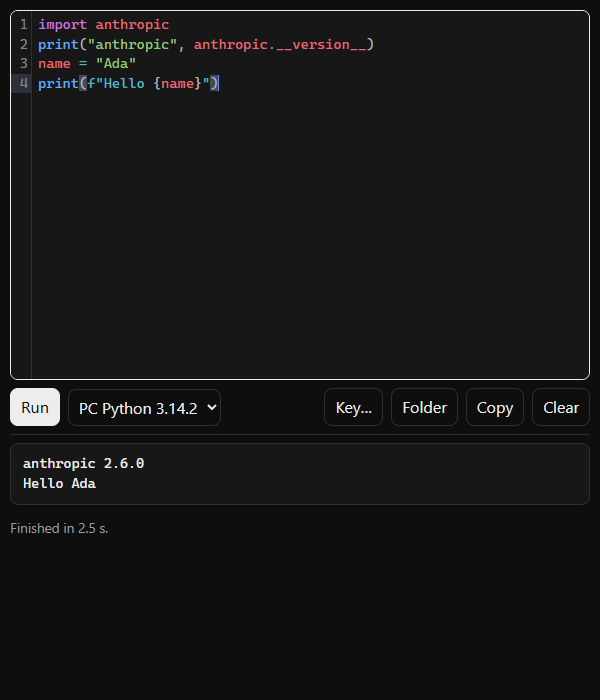 1 import anthropic
2 print("anthropic", anthropic.__version__)
3 name = "Ada"
4 print(f"Hello {name}")
Run PC Python 3.14.2 Key... Folder Copy Clear
anthropic 2.6.0
Hello Ada
Finished in 2.5 s.